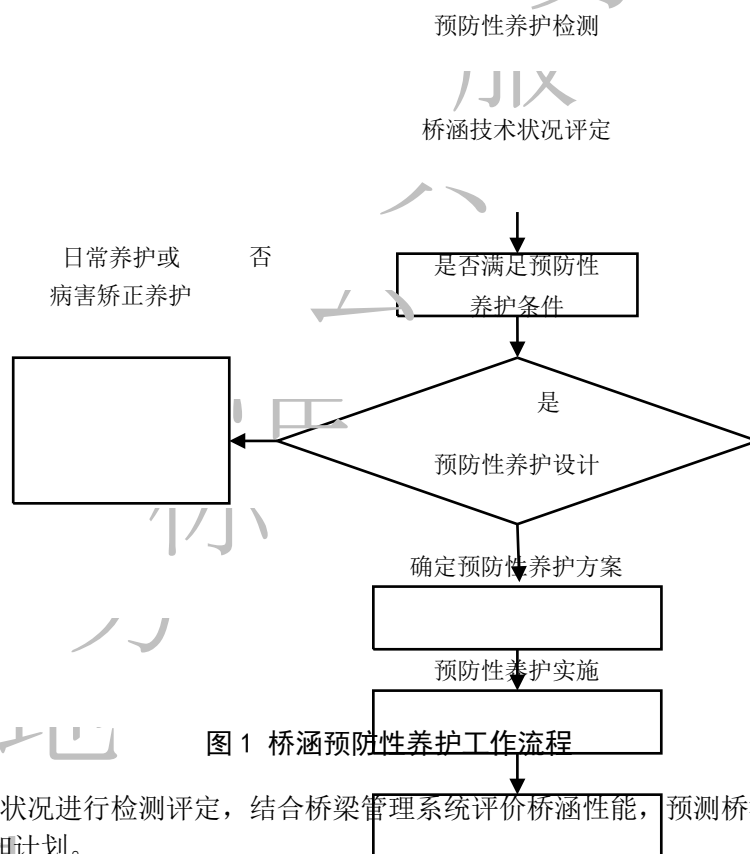 预防性养护检测
桥涵技术状况评定
日常养护或 否
病害矫正养护
是否满足预防性
养护条件
是
预防性养护设计
确定预防性养护方案
预防性养护实施
图1 桥涵预防性养护工作流程
状况进行检测评定，结合桥梁管理系统评价桥涵性能，预测桥
计划。